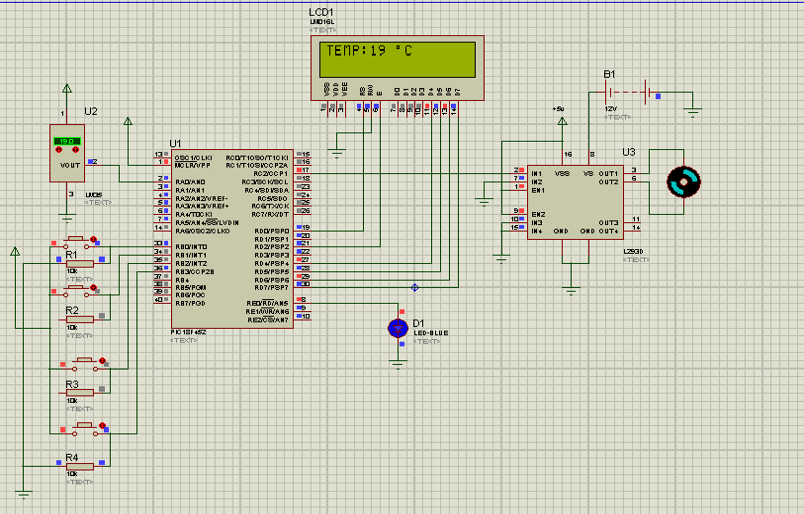 LCD1
LM016L
<TEXT>
TEMP:19 °C
VSS VDD VEE RS RW E D0 D1 D2 D3 D4 D5 D6 D7
1 2 3 4 5 6 7 8 9 10 11 12 13 14
B1
12V
<TEXT>
+5v
U2
1
19.0
VOUT 2
3
LM35
U1
13 OSC1/CLKI RC0/T1OSO/T1CKI 15
1 MCLR/VPP RC1/T1OSI/CCP2A 16
RC2/CCP1 17
2 RA0/AN0 RC3/SCK/SCL 18
3 RA1/AN1 RC4/SDI/SDA 23
4 RA2/AN2/VREF- RC5/SDO 24
5 RA3/AN3/VREF+ RC6/TX/CK 25
6 RA4/T0CKI RC7/RX/DT 26
7 RA5/AN4/SS/LVDIN
14 RA6/OSC2/CLKO RD0/PSP0 19
RD1/PSP1 20
33 RB0/INT0 RD2/PSP2 21
34 RB1/INT1 RD3/PSP3 22
35 RB2/INT2 RD4/PSP4 27
36 RB3/CCP2B RD5/PSP5 28
37 RB4 RD6/PSP6 29
38 RB5/PGM RD7/PSP7 30
39 RB6/PGC
40 RB7/PGD RE0/RD/AN5 8
RE1/WR/AN6 9
RE2/CS/AN7 10
PIC18F452
<TEXT>
U3
16 8
2 IN1 VSS VS OUT1 3
7 IN2 OUT2 6
1 EN1
9 EN2
10 IN3 OUT3 11
15 IN4 GND GND OUT4 14
L293D
<TEXT>
R1
10k
<TEXT>
R2
10k
<TEXT>
R3
10k
<TEXT>
R4
10k
<TEXT>
D1
LED-BLUE
<TEXT>